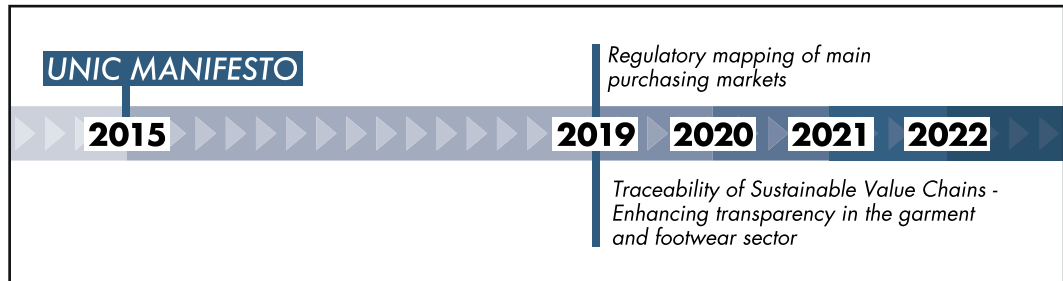 UNIC MANIFESTO
Regulatory mapping of main
purchasing markets
2015 2019 2020 2021 2022
Traceability of Sustainable Value Chains -
Enhancing transparency in the garment
and footwear sector